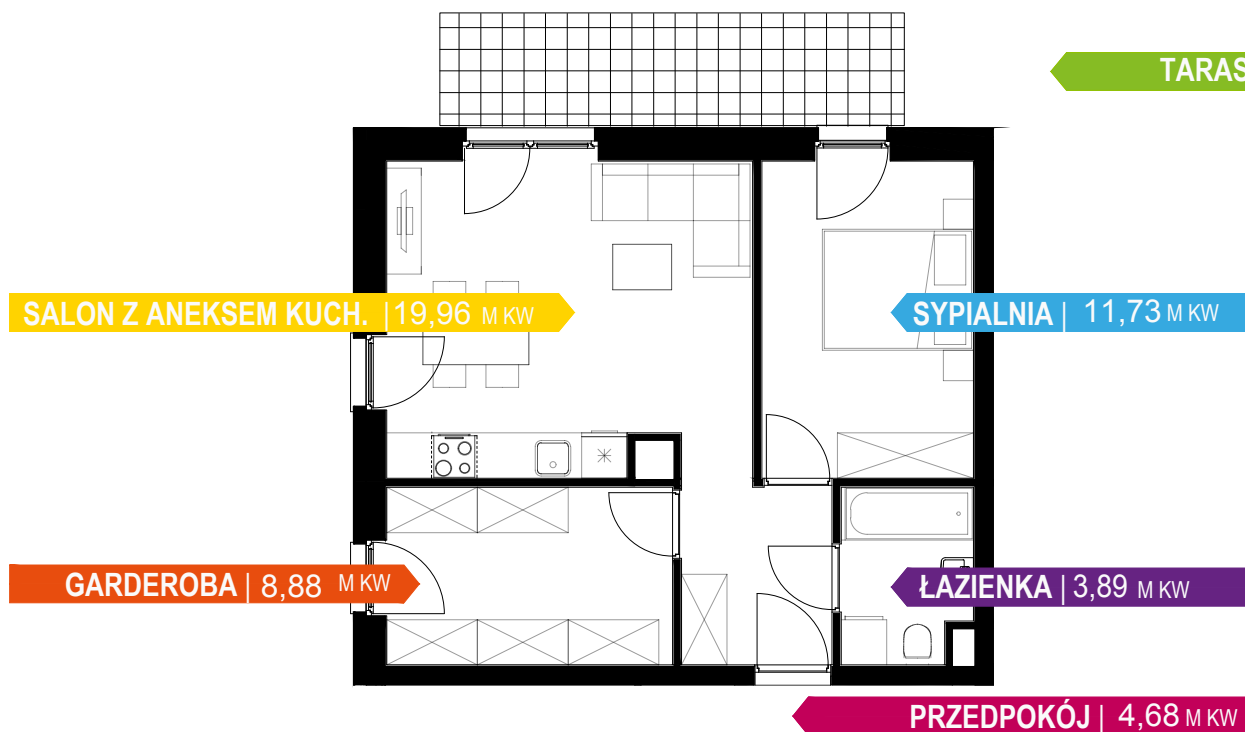 TARAS
SALON Z ANEKSEM KUCH. | 19,96 M KW
SYPIALNIA | 11,73 M KW
GARDEROBA | 8,88 M KW
ŁAZIENKA | 3,89 M KW
PRZEDPOKÓJ | 4,68 M KW